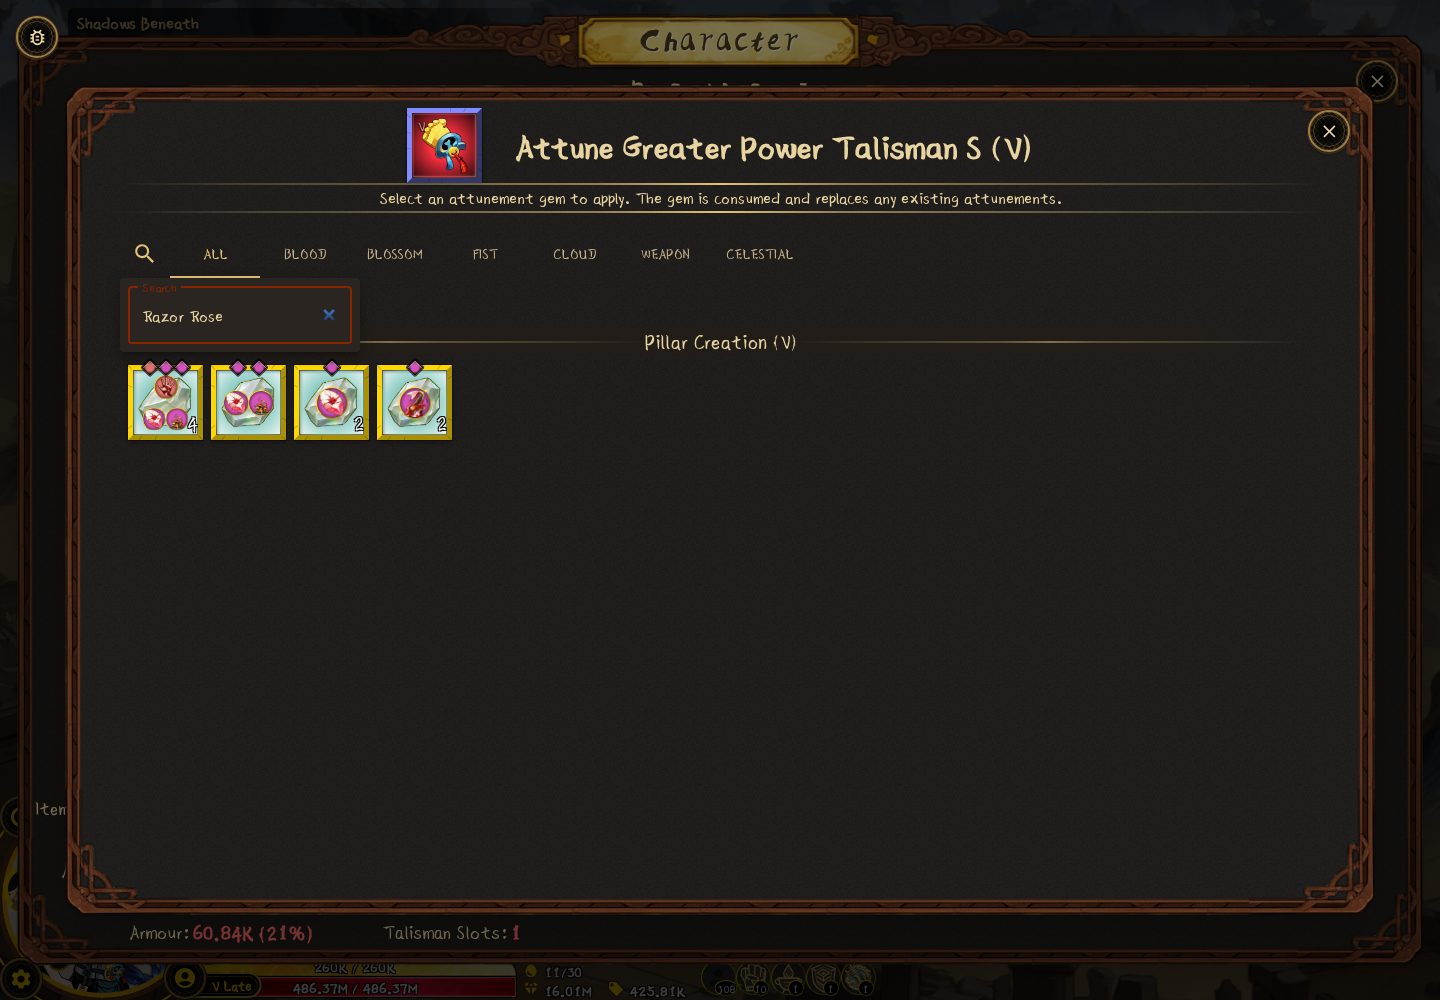 Shadows Beneath
Character
Attune Greater Power Talisman S (V)
Select an attunement gem to apply. The gem is consumed and replaces any existing attunements.
ALL BLOOD BLOSSOM FIST CLOUD WEAPON CELESTIAL
Search
Razor Rose
Pillar Creation (V)
4 2 2
Item
Armour: 60.84K (21%) Talisman Slots: 1
260K / 260K 11/30
V Late 486.37M / 486.37M 16.01M 425.81K